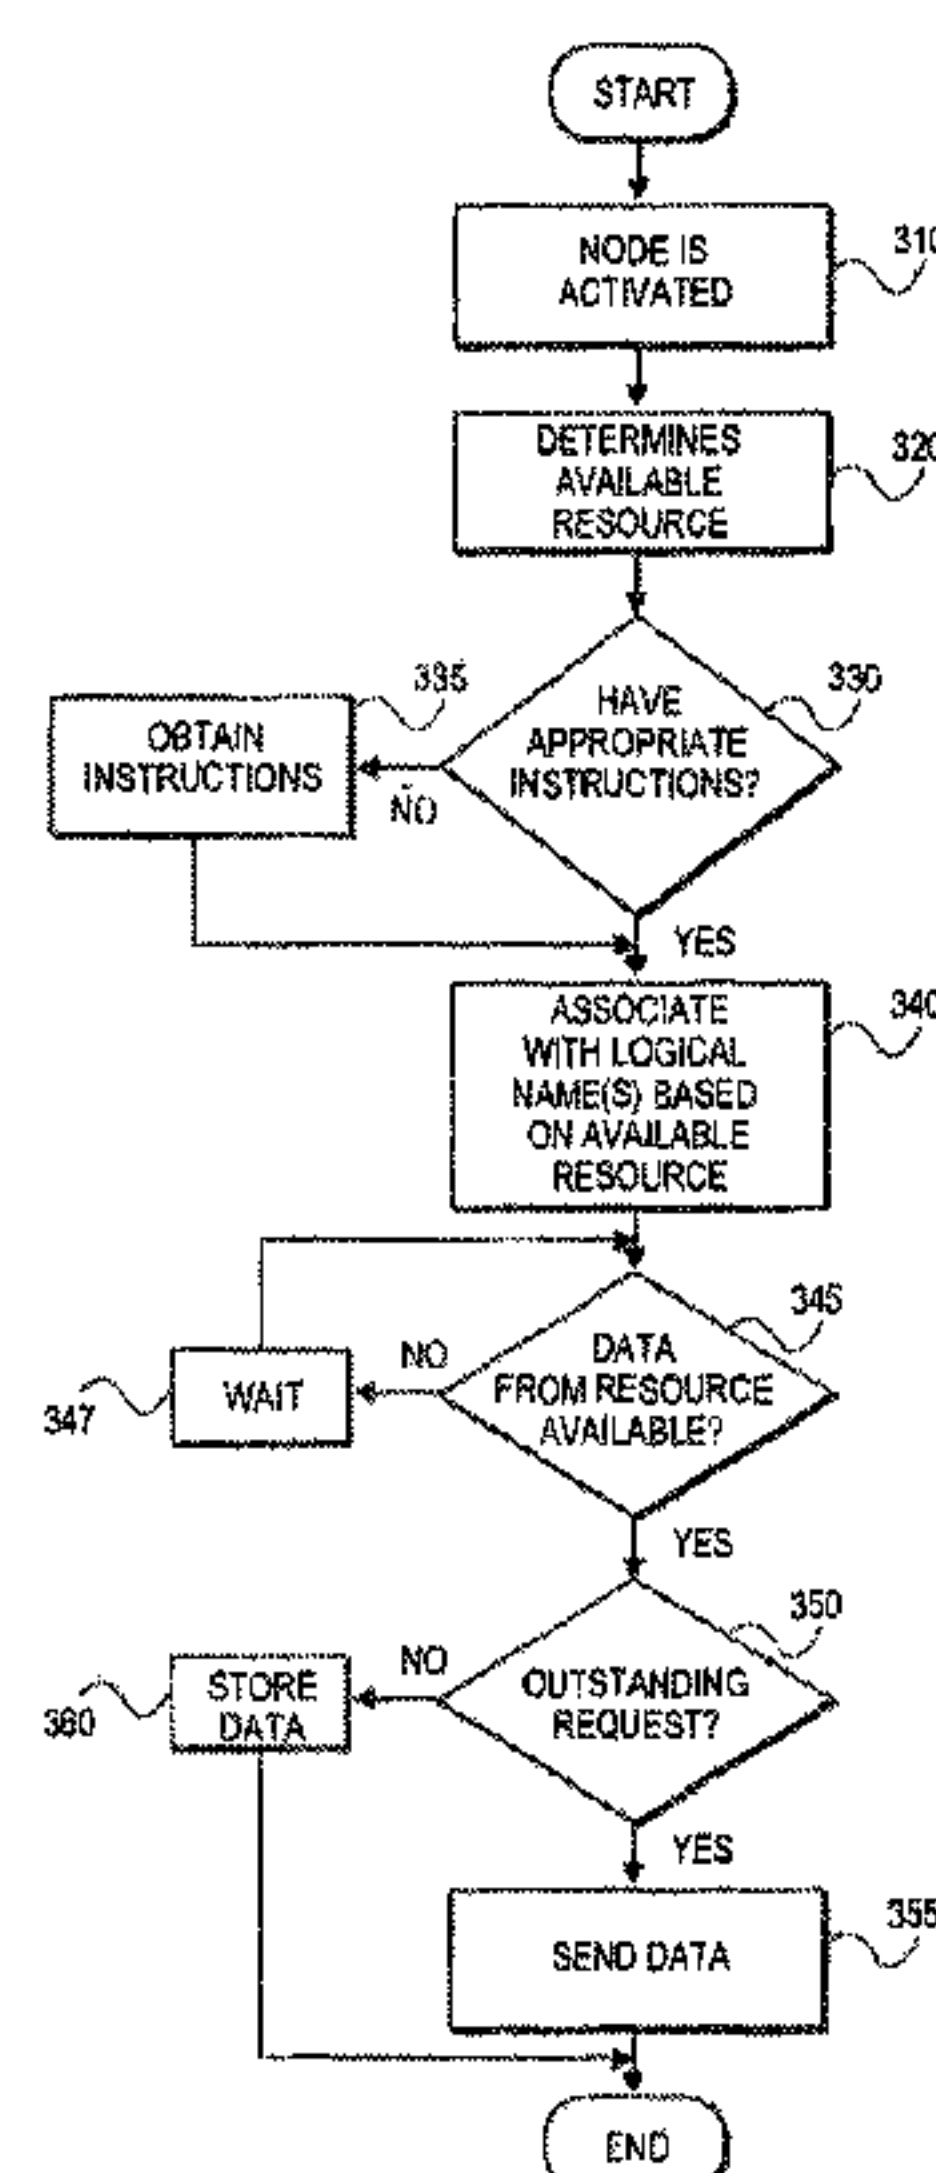 START
NODE IS
ACTIVATED
310
DETERMINES
AVAILABLE
RESOURCE
320
HAVE
APPROPRIATE
INSTRUCTIONS?
330
335
OBTAIN
INSTRUCTIONS
NO
YES
ASSOCIATE
WITH LOGICAL
NAME(S) BASED
ON AVAILABLE
RESOURCE
340
DATA
FROM RESOURCE
AVAILABLE?
345
NO
WAIT
347
YES
OUTSTANDING
REQUEST?
350
NO
STORE
DATA
360
YES
SEND DATA
355
END